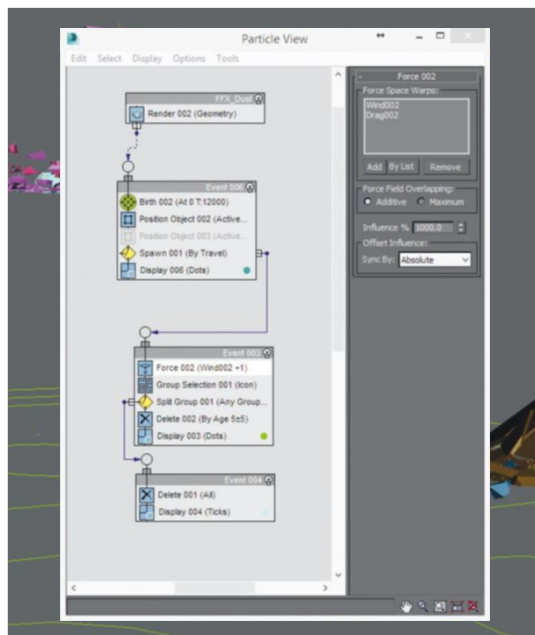 Particle View
Edit Select Display Options Tools
FFX_Dust
Render 002 (Geometry)
Event 006
Birth 002 (At 0 T:12000)
Position Object 002 (Active...
Position Object 003 (Active...
Spawn 001 (By Travel)
Display 006 (Dots)
Event 003
Force 002 (Wind002 +1)
Group Selection 001 (Icon)
Split Group 001 (Any Group...
Delete 002 (By Age 5±5)
Display 003 (Dots)
Event 004
Delete 001 (All)
Display 004 (Ticks)
- Force 002
Force Space Warps:
Wind002
Drag002
Add By List Remove
Force Field Overlapping:
Additive Maximum
Influence % 1000.0
Offset Influence:
Sync By: Absolute